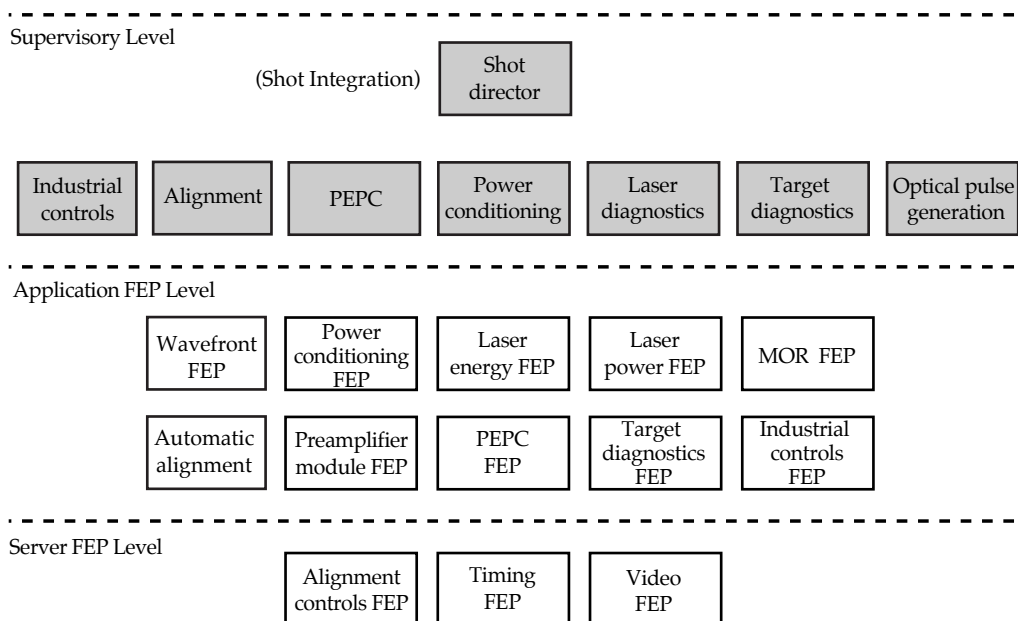 Supervisory Level
(Shot Integration)
Shot
director
Industrial
controls
Alignment
PEPC
Power
conditioning
Laser
diagnostics
Target
diagnostics
Optical pulse
generation
Application FEP Level
Wavefront
FEP
Power
conditioning
FEP
Laser
energy FEP
Laser
power FEP
MOR FEP
Automatic
alignment
Preamplifier
module FEP
PEPC
FEP
Target
diagnostics
FEP
Industrial
controls
FEP
Server FEP Level
Alignment
controls FEP
Timing
FEP
Video
FEP